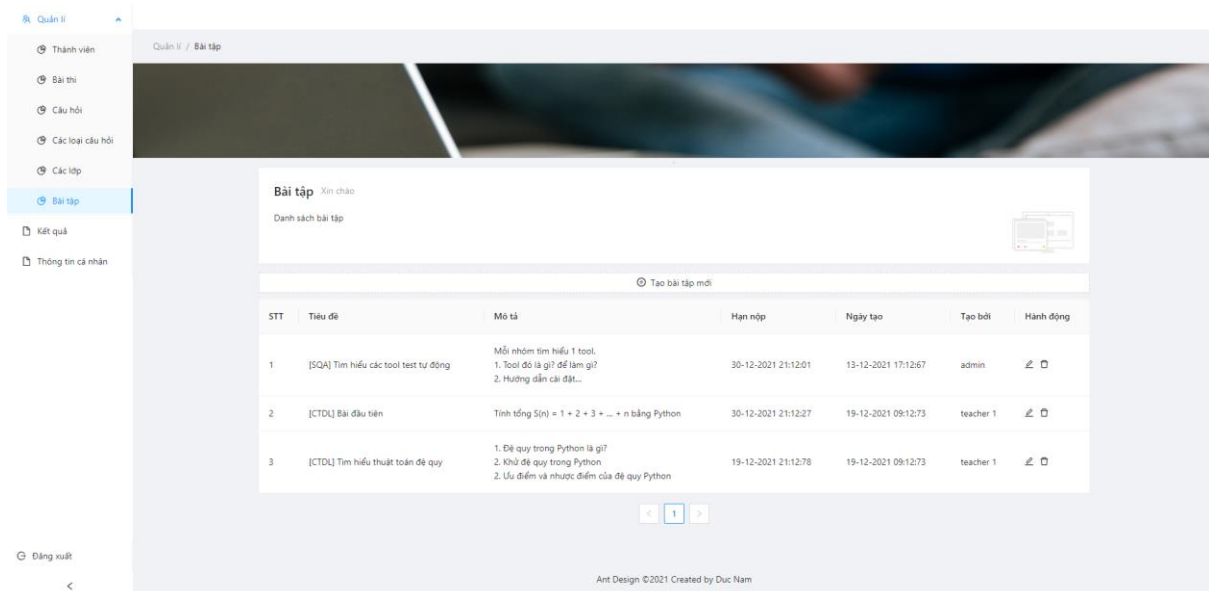 Quản lí
Thành viên
Bài thi
Câu hỏi
Các loại câu hỏi
Các lớp
Bài tập
Kết quả
Thông tin cá nhân
Đăng xuất
Quản lí / Bài tập
Bài tập Xin chào
Danh sách bài tập
Tạo bài tập mới
STT Tiêu đề Mô tả Hạn nộp Ngày tạo Tạo bởi Hành động
1 [SQA] Tìm hiểu các tool test tự động
Mỗi nhóm tìm hiểu 1 tool.
1. Tool đó là gì? để làm gì?
2. Hướng dẫn cài đặt...
30-12-2021 21:12:01 13-12-2021 17:12:67 admin
2 [CTDL] Bài đầu tiên Tính tổng S(n) = 1 + 2 + 3 + ... + n bằng Python 30-12-2021 21:12:27 19-12-2021 09:12:73 teacher 1
3 [CTDL] Tìm hiểu thuật toán đệ quy
1. Đệ quy trong Python là gì?
2. Khử đệ quy trong Python
2. Ưu điểm và nhược điểm của đệ quy Python
19-12-2021 21:12:78 19-12-2021 09:12:73 teacher 1
1
Ant Design ©2021 Created by Duc Nam